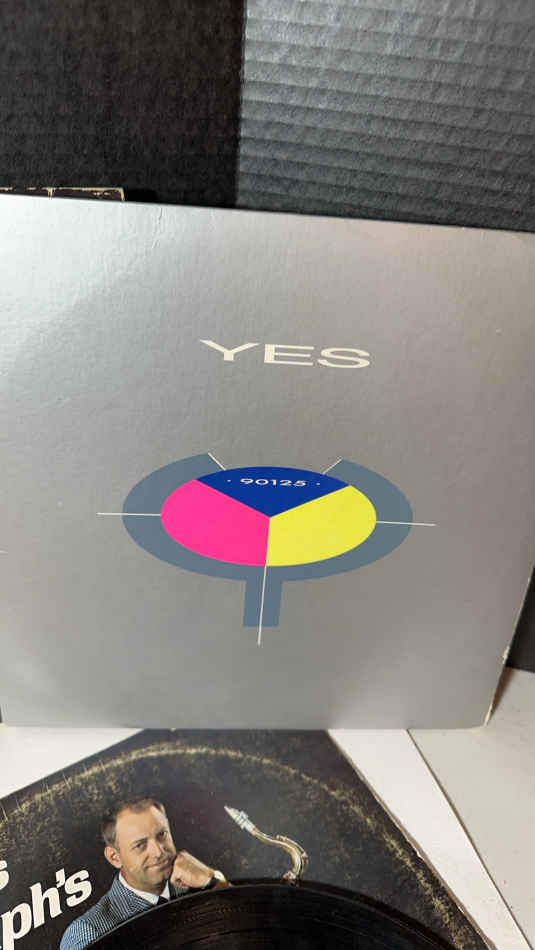 YES
· 90125 ·
s
ph's